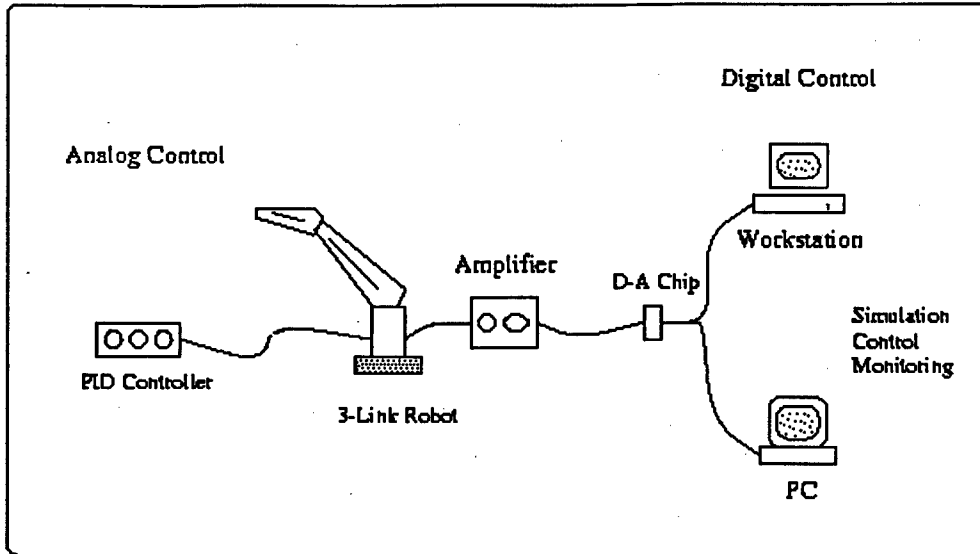 Digital Control
Analog Control
Workstation
Amplifier
D-A Chip
Simulation
Control
Monitoring
PID Controller
3-Link Robot
PC